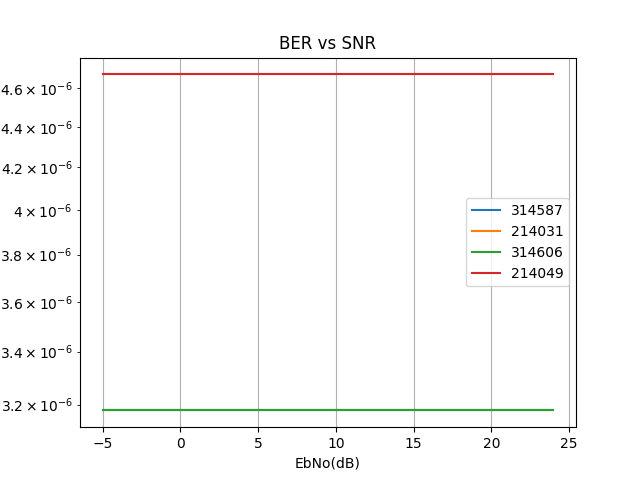 BER vs SNR
4.6 × 10⁻⁶
4.4 × 10⁻⁶
4.2 × 10⁻⁶
4 × 10⁻⁶
3.8 × 10⁻⁶
3.6 × 10⁻⁶
3.4 × 10⁻⁶
3.2 × 10⁻⁶
314587
214031
314606
214049
−5 0 5 10 15 20 25
EbNo(dB)